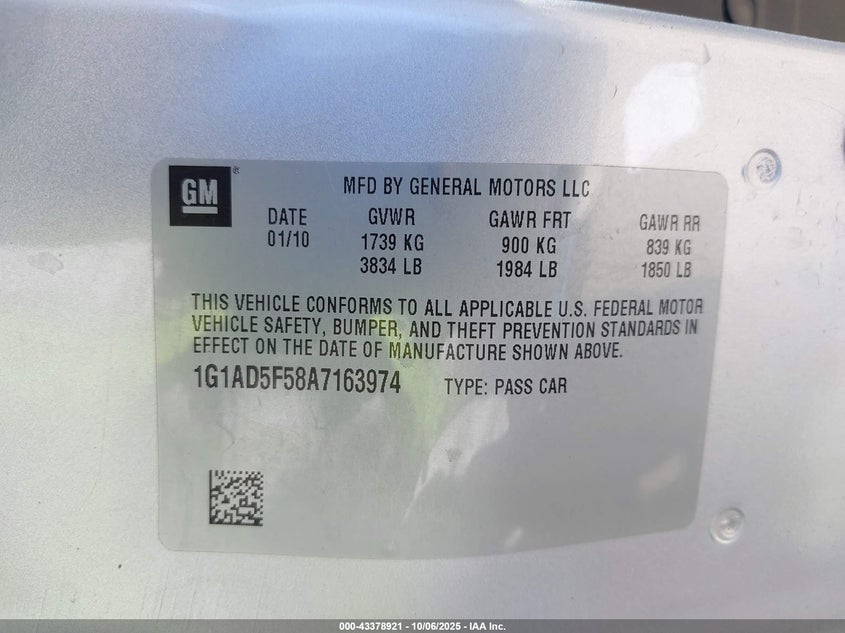 GM®
MFD BY GENERAL MOTORS LLC
DATE GVWR GAWR FRT GAWR RR
01/10 1739 KG 900 KG 839 KG
3834 LB 1984 LB 1850 LB
THIS VEHICLE CONFORMS TO ALL APPLICABLE U.S. FEDERAL MOTOR
VEHICLE SAFETY, BUMPER, AND THEFT PREVENTION STANDARDS IN
EFFECT ON THE DATE OF MANUFACTURE SHOWN ABOVE.
1G1AD5F58A7163974 TYPE: PASS CAR
000-43378921 - 10/06/2025 - IAA Inc.